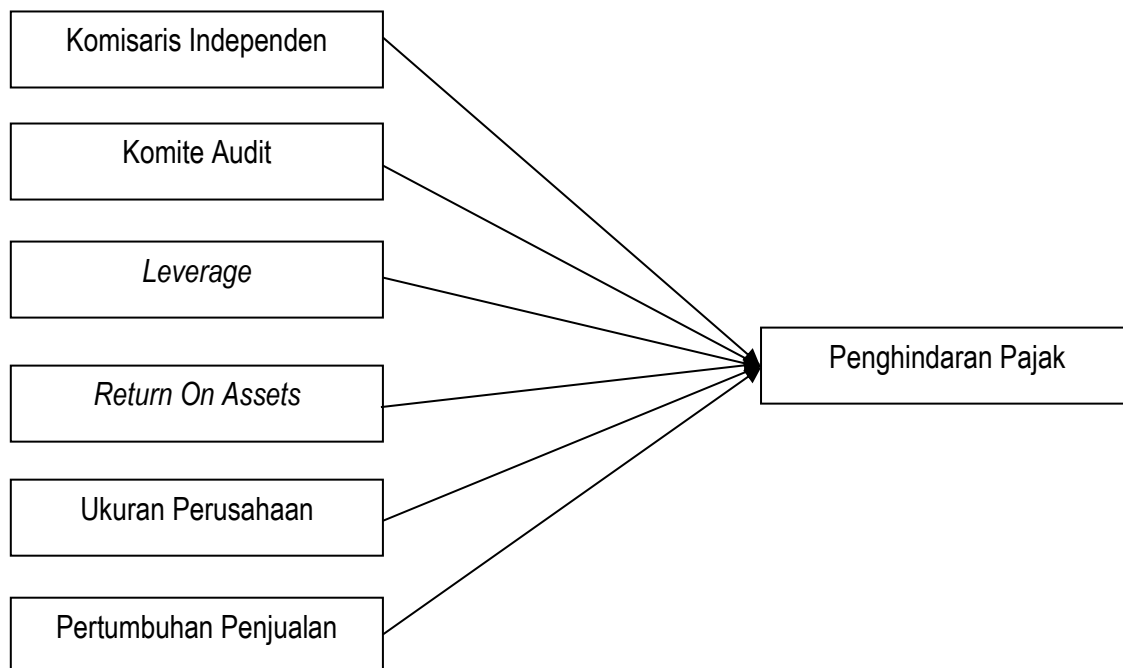 Komisaris Independen
Komite Audit
Leverage
Return On Assets
Penghindaran Pajak
Ukuran Perusahaan
Pertumbuhan Penjualan